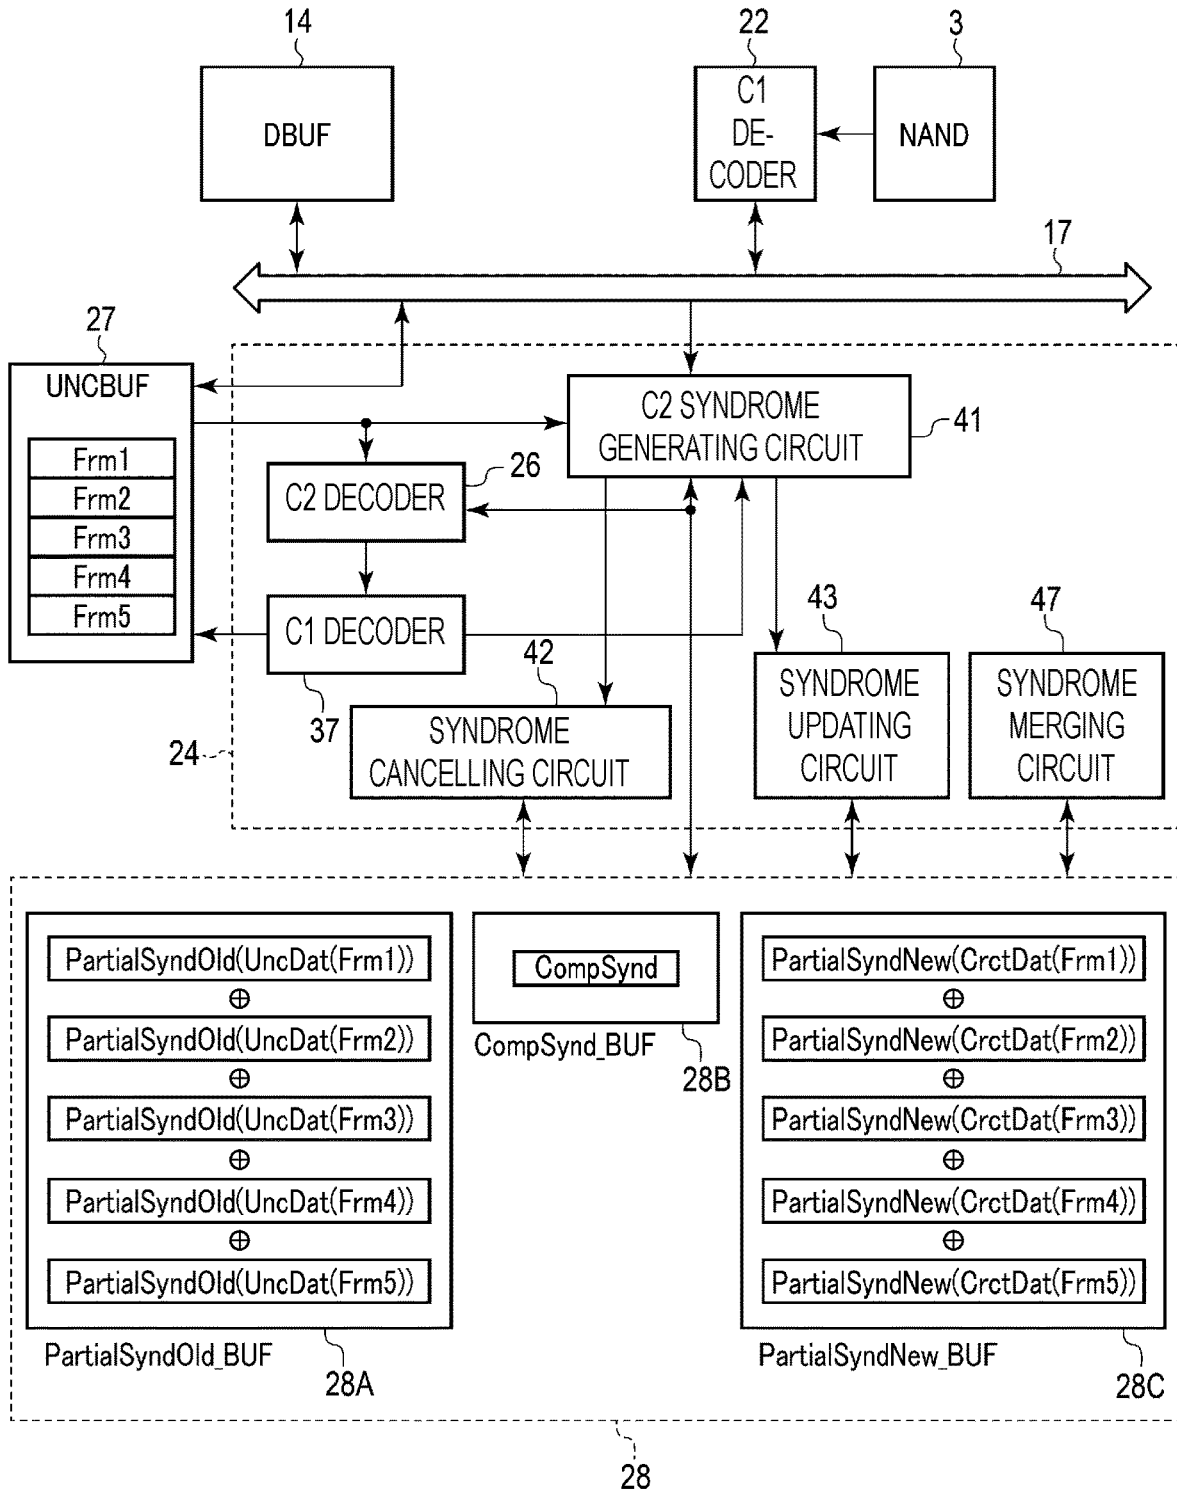 14
22
3
DBUF
C1
DE-
CODER
NAND
17
27
UNCBUF
Frm1
Frm2
Frm3
Frm4
Frm5
C2 SYNDROME
GENERATING CIRCUIT
41
C2 DECODER
26
C1 DECODER
37
42
SYNDROME
CANCELLING CIRCUIT
43
SYNDROME
UPDATING
CIRCUIT
47
SYNDROME
MERGING
CIRCUIT
24
PartialSyndOld(UncDat(Frm1))
⊕
PartialSyndOld(UncDat(Frm2))
⊕
PartialSyndOld(UncDat(Frm3))
⊕
PartialSyndOld(UncDat(Frm4))
⊕
PartialSyndOld(UncDat(Frm5))
PartialSyndOld_BUF
28A
CompSynd
CompSynd_BUF
28B
PartialSyndNew(CrctDat(Frm1))
⊕
PartialSyndNew(CrctDat(Frm2))
⊕
PartialSyndNew(CrctDat(Frm3))
⊕
PartialSyndNew(CrctDat(Frm4))
⊕
PartialSyndNew(CrctDat(Frm5))
PartialSyndNew_BUF
28C
28